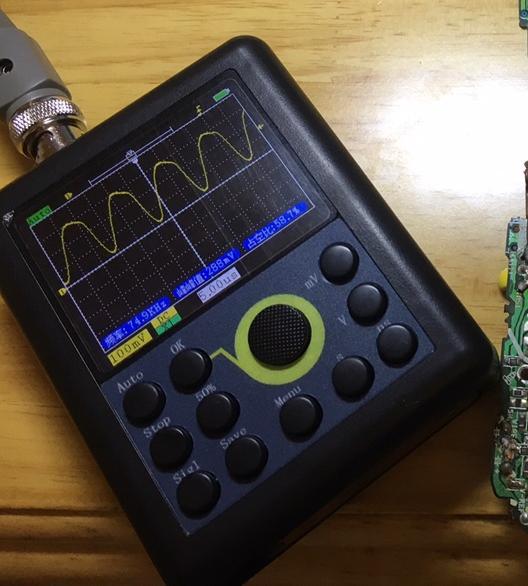 Auto
频率:74.9KHz 峰峰值:288mV 占空比:58.7%
100mV DC 5.00us
mV
V
nS
S
OK
Auto
50%
Menu
Stop
Save
Sigl